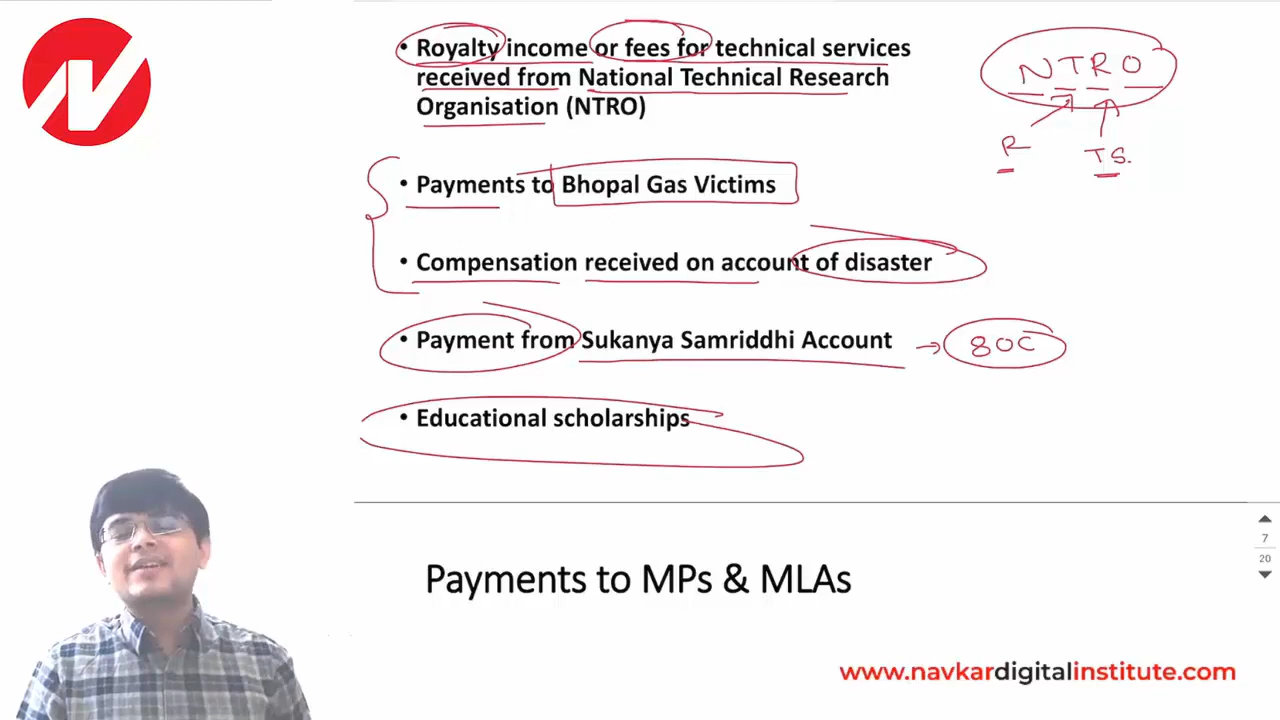 • Royalty income or fees for technical services
received from National Technical Research
Organisation (NTRO)
NTRO
R
TS.
• Payments to Bhopal Gas Victims
• Compensation received on account of disaster
• Payment from Sukanya Samriddhi Account
→ 80C
• Educational scholarships
7
20
Payments to MPs & MLAs
www.navkardigitalinstitute.com